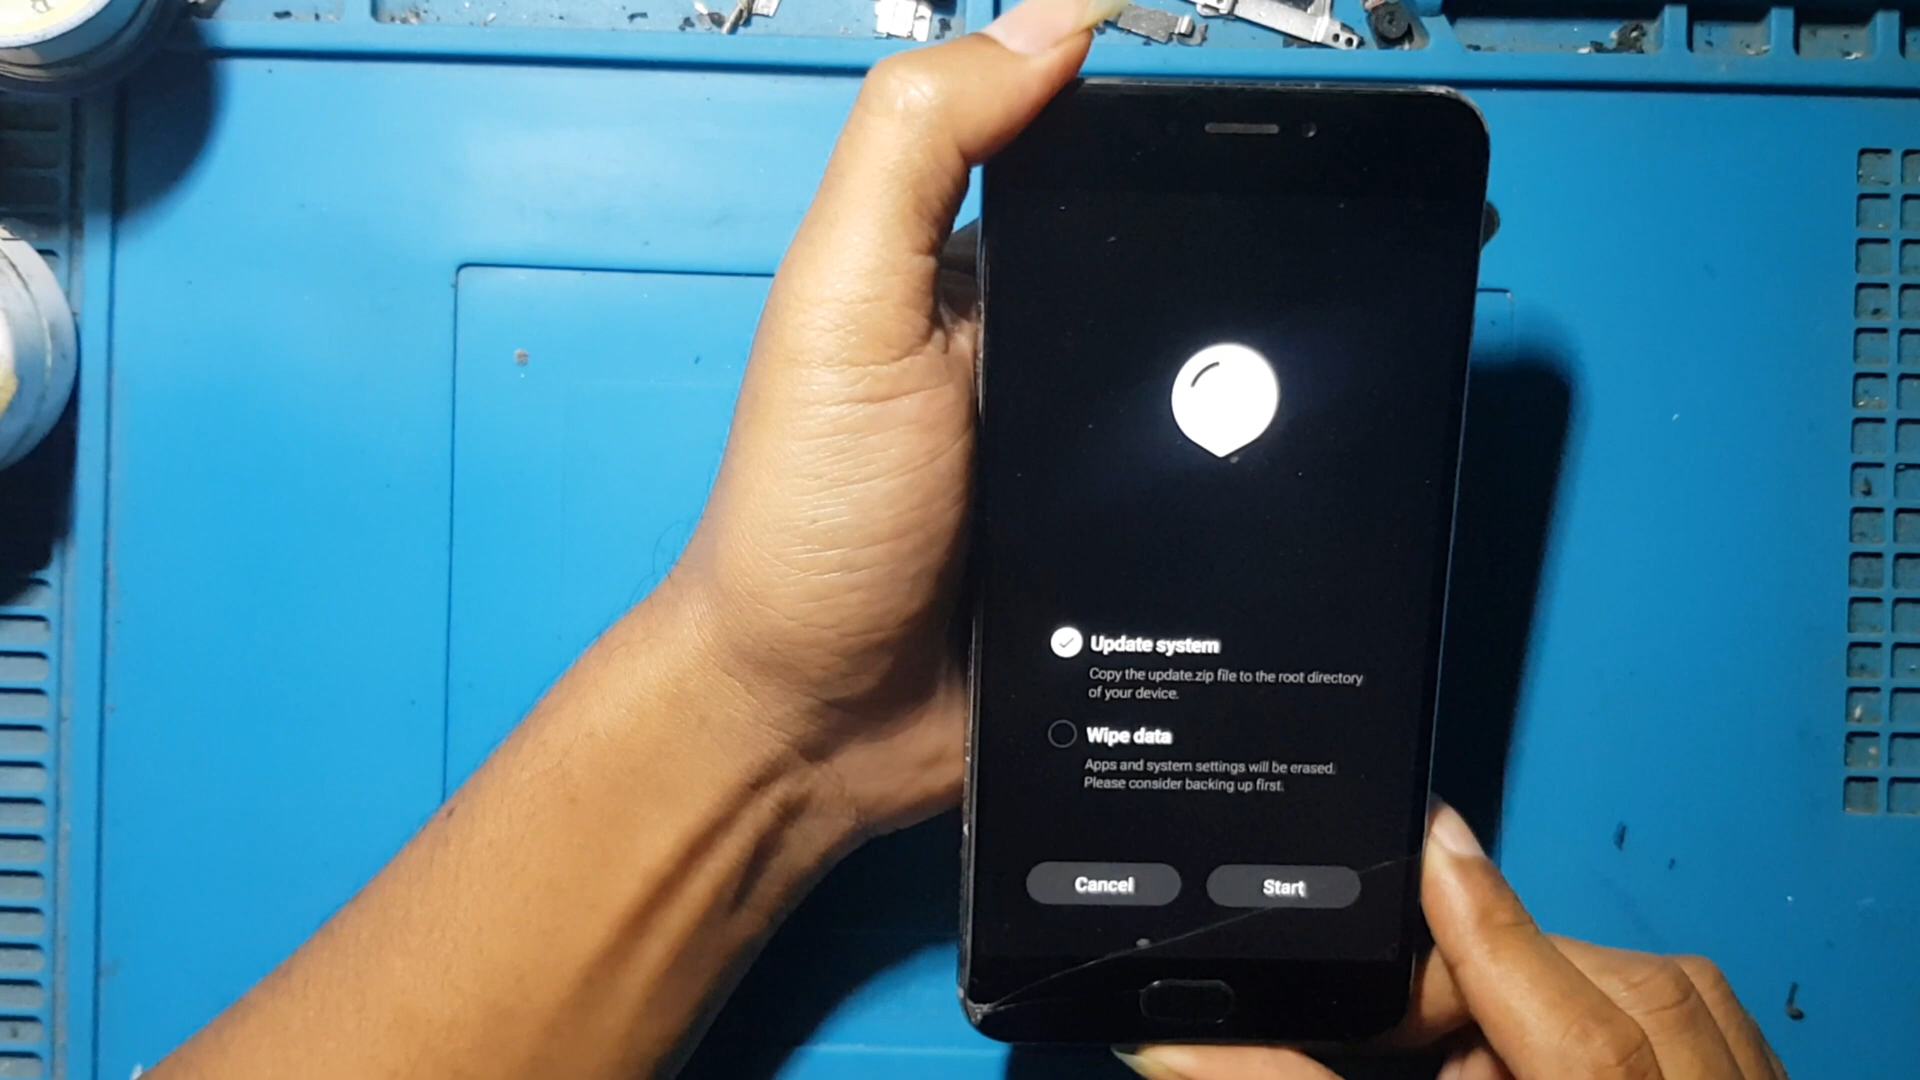 Update system
Copy the update.zip file to the root directory
of your device.
Wipe data
Apps and system settings will be erased.
Please consider backing up first.
Cancel
Start